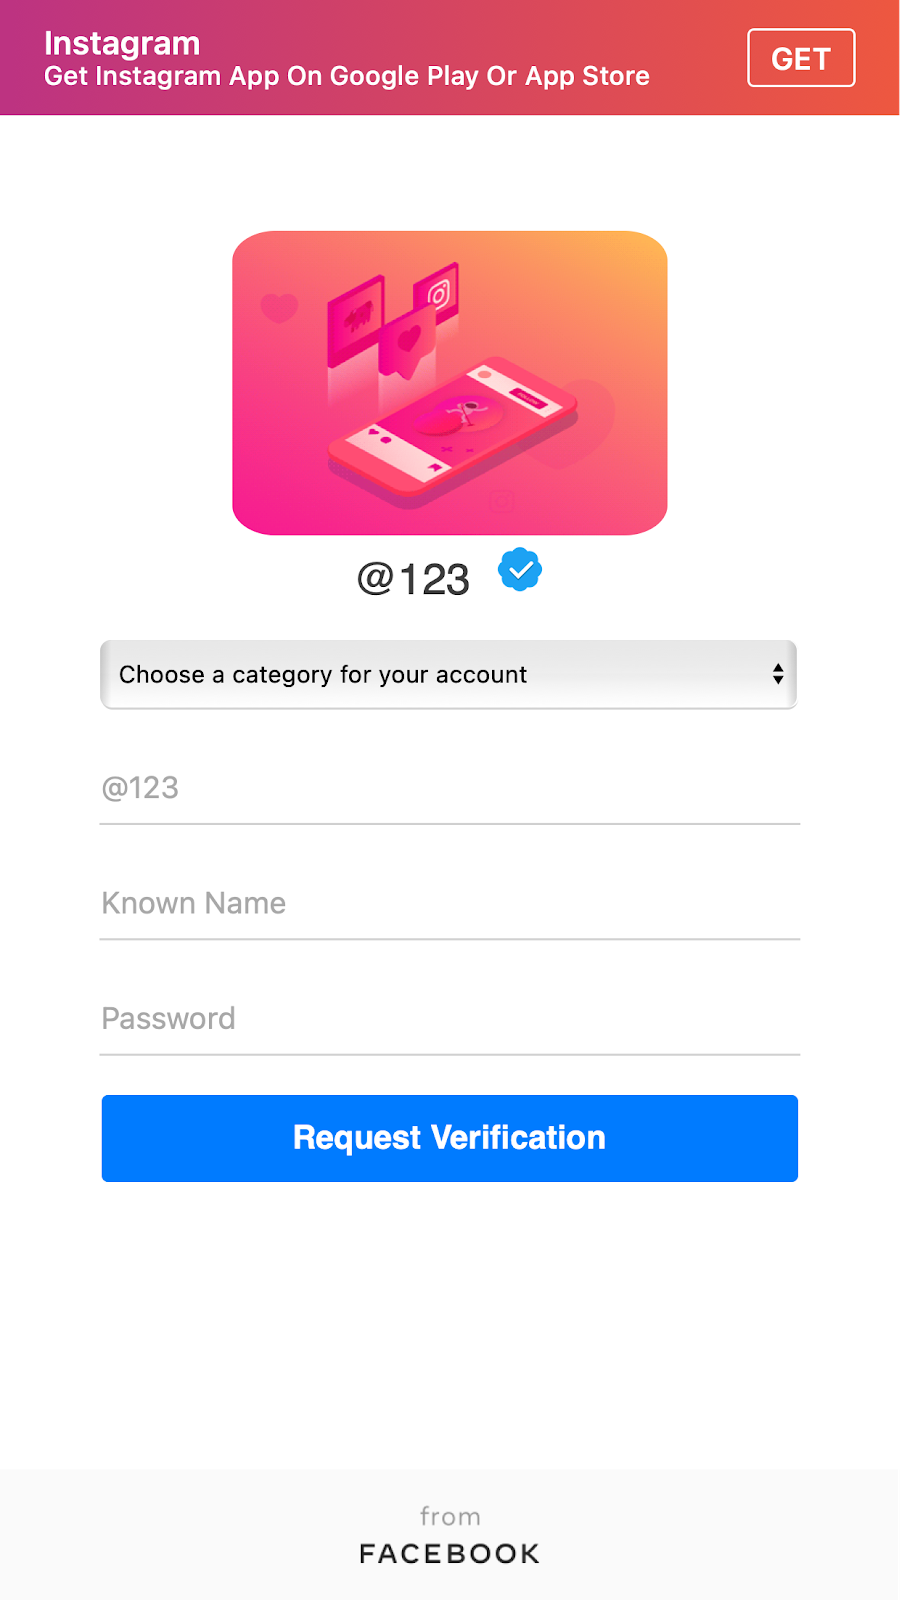 Instagram
Get Instagram App On Google Play Or App Store
GET
@123
Choose a category for your account
@123
Known Name
Password
Request Verification
from
FACEBOOK